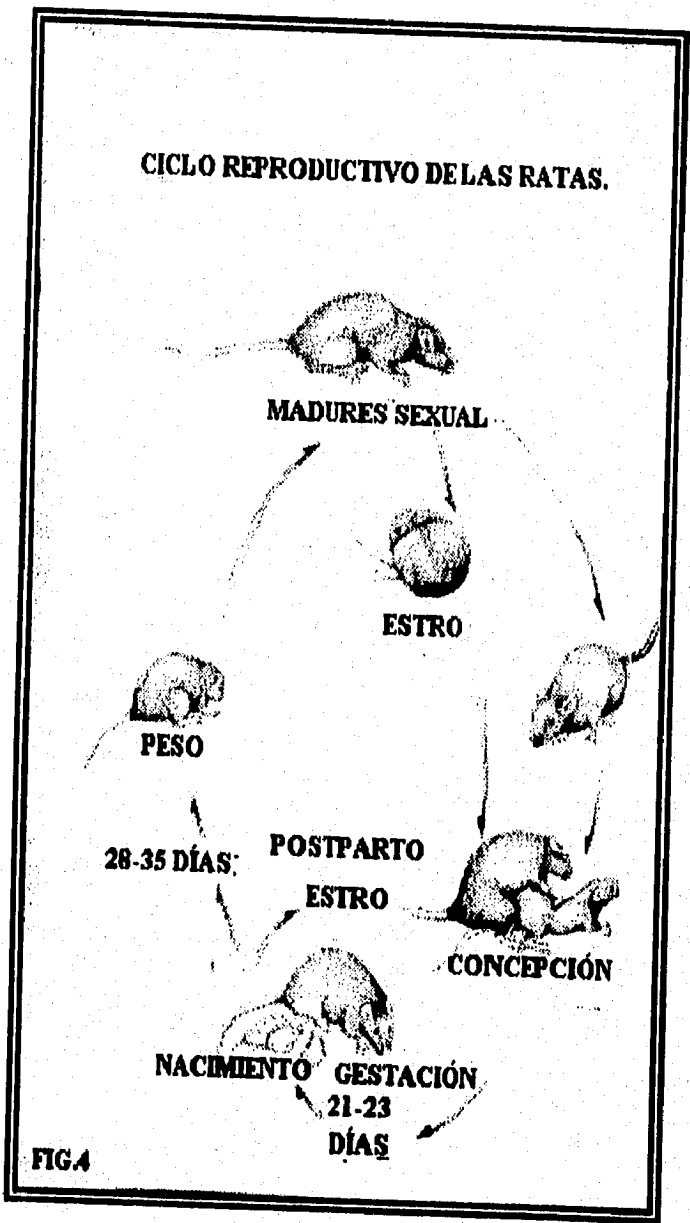 CICLO REPRODUCTIVO DE LAS RATAS.
MADURES SEXUAL
ESTRO
PESO
28-35 DÍAS
POSTPARTO
ESTRO
CONCEPCIÓN
NACIMIENTO
GESTACIÓN
21-23
DÍAS
FIG.4